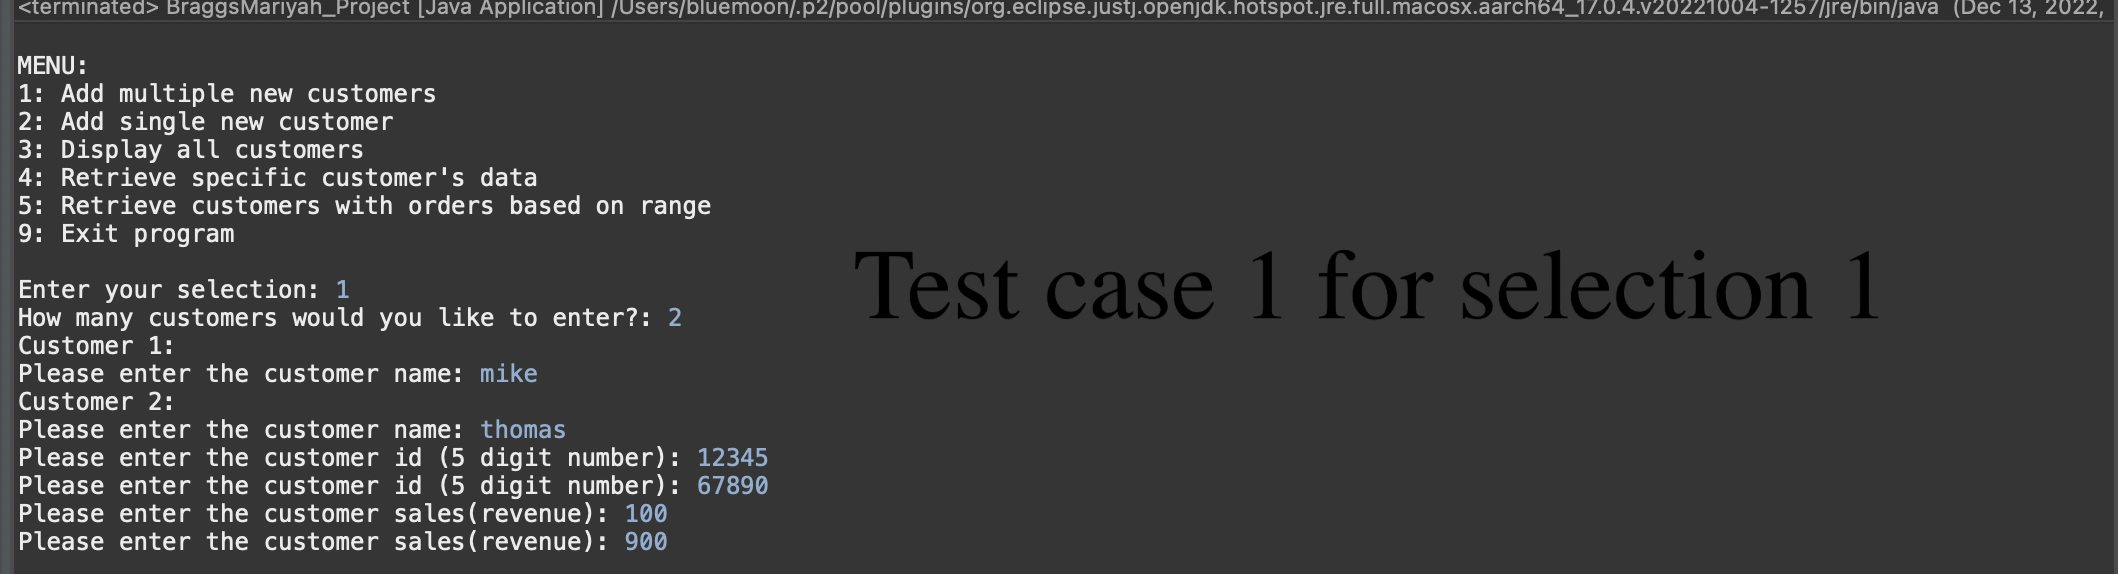 <terminated> BraggsMariyah_Project [Java Application] /Users/bluemoon/.p2/pool/plugins/org.eclipse.justj.openjdk.hotspot.jre.full.macosx.aarch64_17.0.4.v20221004-1257/jre/bin/java (Dec 13, 2022,
MENU:
1: Add multiple new customers
2: Add single new customer
3: Display all customers
4: Retrieve specific customer's data
5: Retrieve customers with orders based on range
9: Exit program
Test case 1 for selection 1
Enter your selection: 1
How many customers would you like to enter?: 2
Customer 1:
Please enter the customer name: mike
Customer 2:
Please enter the customer name: thomas
Please enter the customer id (5 digit number): 12345
Please enter the customer id (5 digit number): 67890
Please enter the customer sales(revenue): 100
Please enter the customer sales(revenue): 900